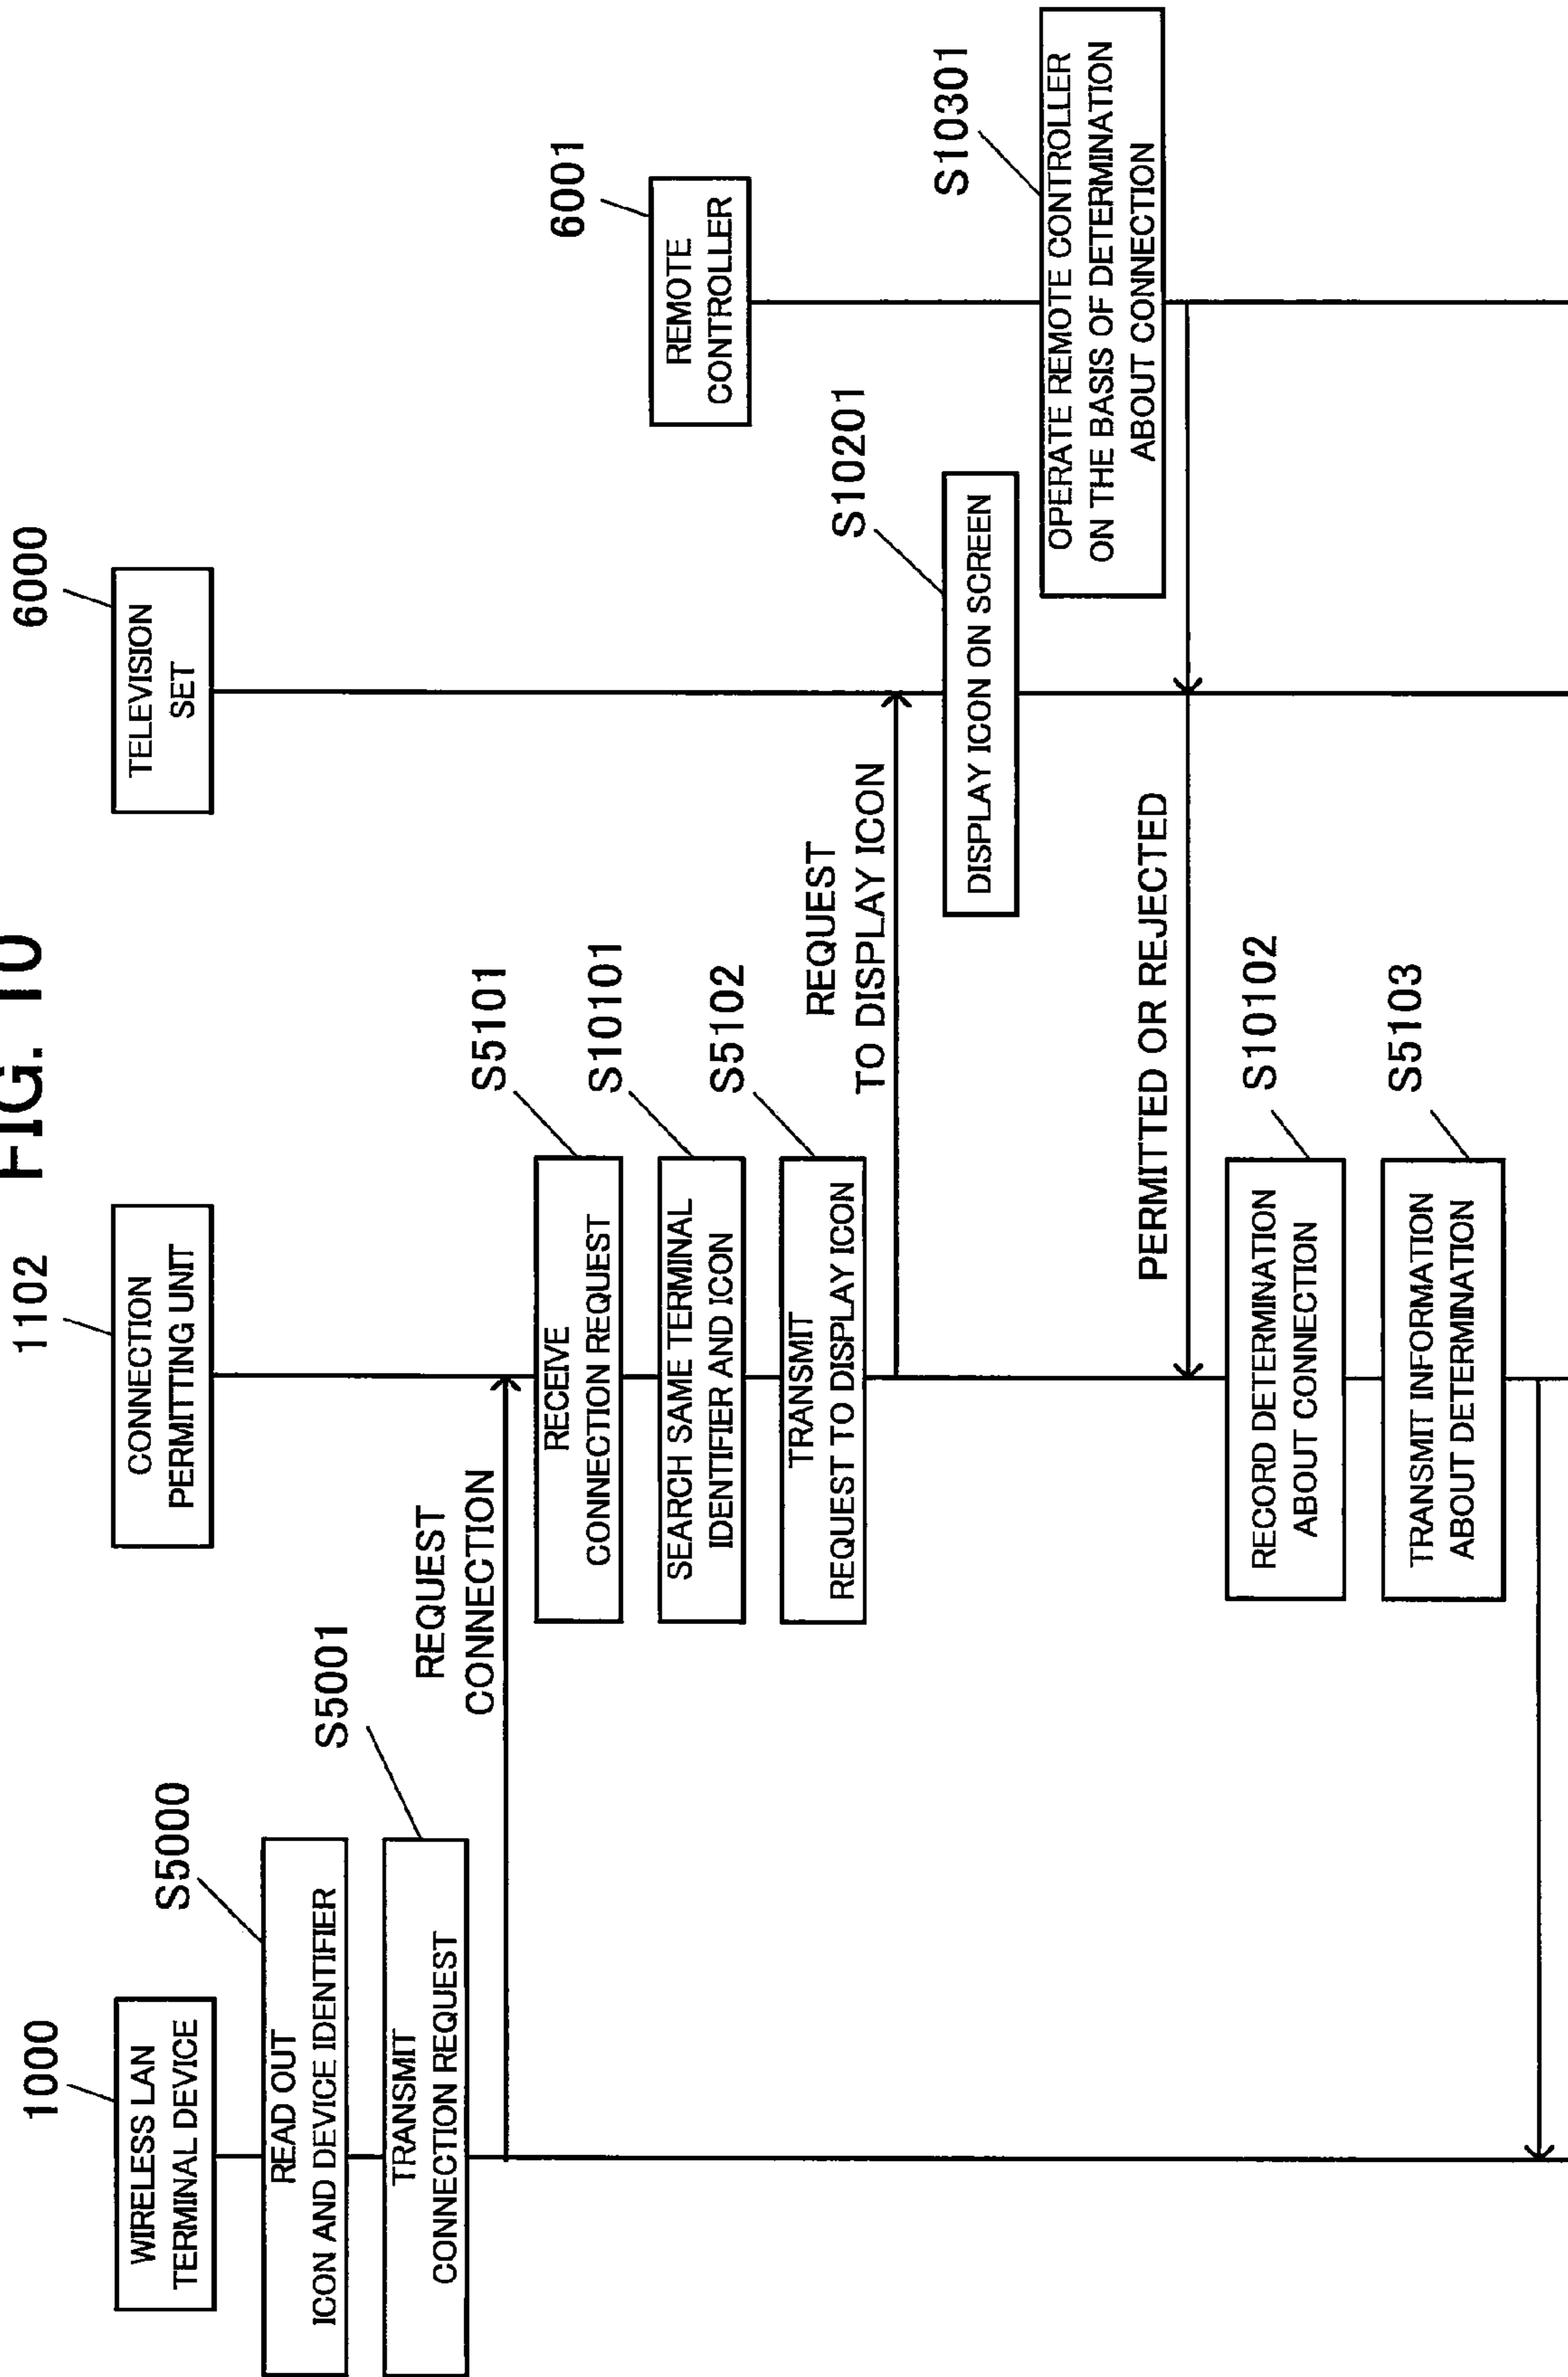 FIG. 10
1000
WIRELESS LAN
TERMINAL DEVICE
S5000
READ OUT
ICON AND DEVICE IDENTIFIER
S5001
TRANSMIT
CONNECTION REQUEST
REQUEST
CONNECTION
1102
CONNECTION
PERMITTING UNIT
S5101
RECEIVE
CONNECTION REQUEST
S10101
SEARCH SAME TERMINAL
IDENTIFIER AND ICON
S5102
TRANSMIT
REQUEST TO DISPLAY ICON
REQUEST
TO DISPLAY ICON
6000
TELEVISION
SET
S10201
DISPLAY ICON ON SCREEN
6001
REMOTE
CONTROLLER
S10301
OPERATE REMOTE CONTROLLER
ON THE BASIS OF DETERMINATION
ABOUT CONNECTION
PERMITTED OR REJECTED
S10102
RECORD DETERMINATION
ABOUT CONNECTION
S5103
TRANSMIT INFORMATION
ABOUT DETERMINATION